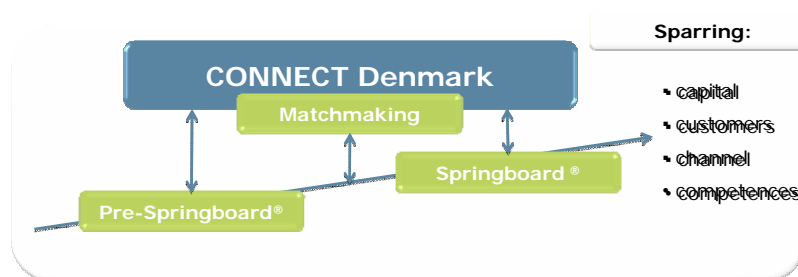 Sparring:
CONNECT Denmark
Matchmaking
Springboard ®
Pre-Springboard®
▪ capital
▪ customers
▪ channel
▪ competences